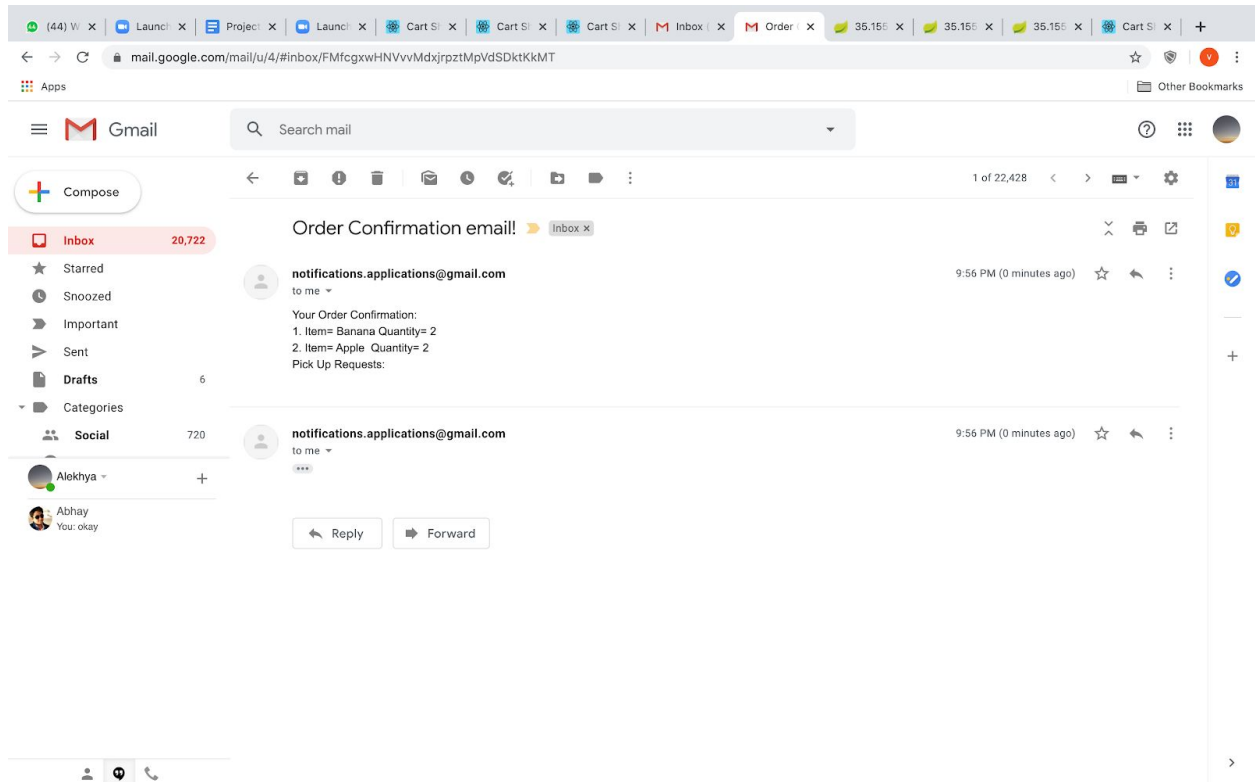 (44) W
Launch
Project
Launch
Cart Sh
Cart Sh
Cart Sh
Inbox (
Order C
35.155
35.155
35.155
Cart Sh
V
mail.google.com/mail/u/4/#inbox/FMfcgxwHNVvvMdxjrpztMpVdSDktKkMT
Apps
Other Bookmarks
Gmail
Search mail
Compose
1 of 22,428
31
Order Confirmation email!
Inbox ×
Inbox 20,722
Starred
Snoozed
Important
Sent
Drafts 6
Categories
Social 720
notifications.applications@gmail.com
9:56 PM (0 minutes ago)
to me
Your Order Confirmation:
1. Item= Banana Quantity= 2
2. Item= Apple Quantity= 2
Pick Up Requests:
notifications.applications@gmail.com
9:56 PM (0 minutes ago)
to me
Reply
Forward
Alekhya
Abhay
You: okay